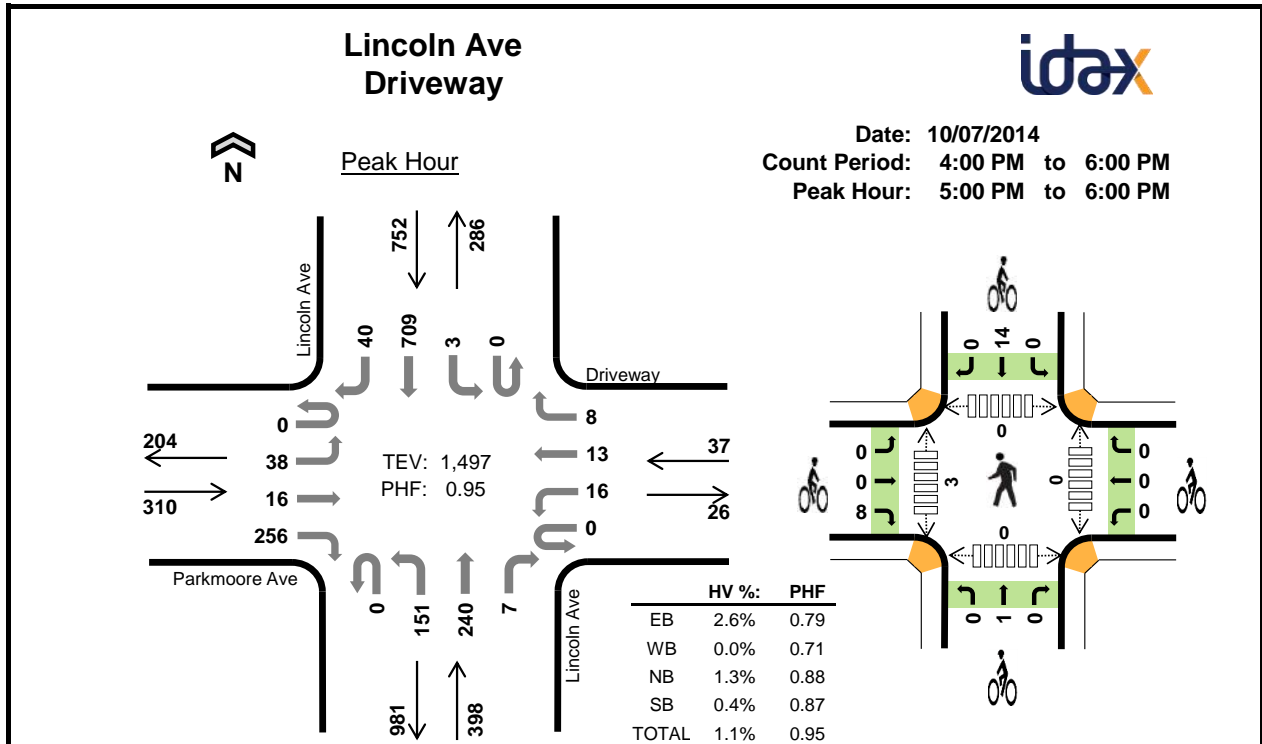 Lincoln Ave
Driveway
idax
N
Peak Hour
Date: 10/07/2014
Count Period: 4:00 PM to 6:00 PM
Peak Hour: 5:00 PM to 6:00 PM
752
286
Lincoln Ave
40
709
3
0
Driveway
0
38
16
256
204
310
TEV: 1,497
PHF: 0.95
8
13
16
0
37
26
Parkmoore Ave
0
151
240
7
Lincoln Ave
981
398
HV %: PHF
EB 2.6% 0.79
WB 0.0% 0.71
NB 1.3% 0.88
SB 0.4% 0.87
TOTAL 1.1% 0.95
0
14
0
0
0
0
8
3
0
0
0
0
0
0
1
0